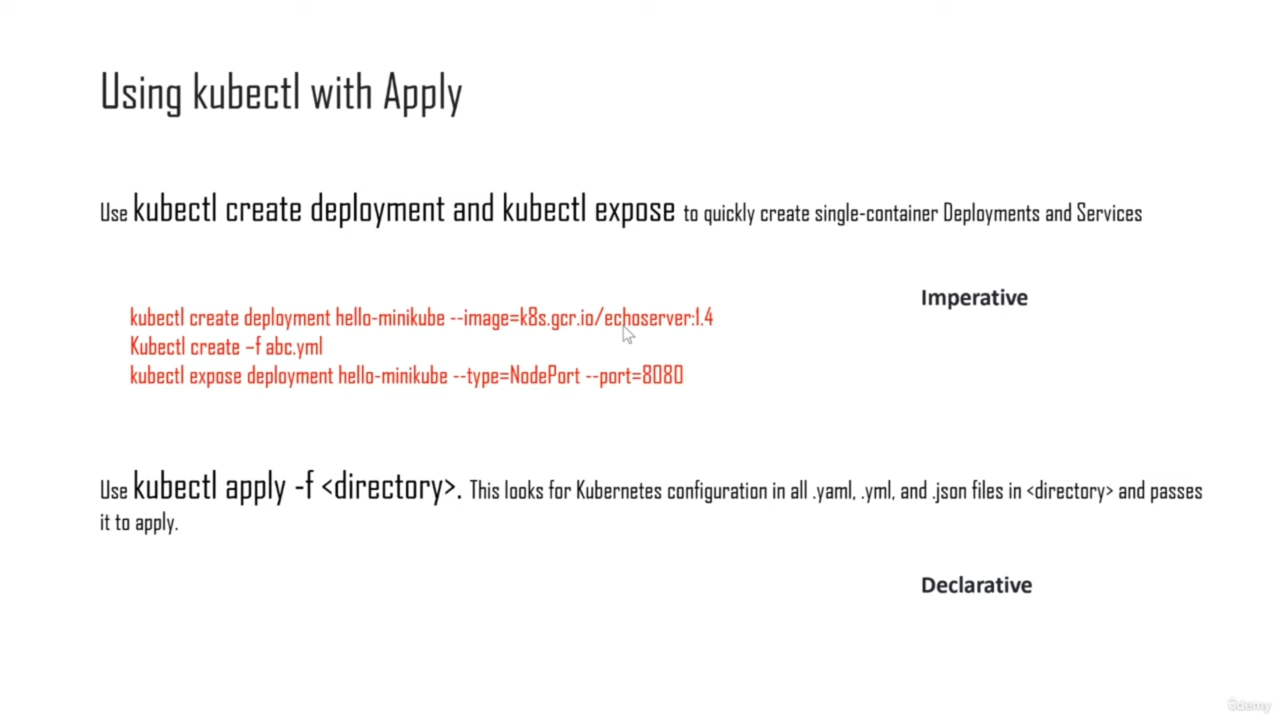 Using kubectl with Apply
Use kubectl create deployment and kubectl expose to quickly create single-container Deployments and Services
Imperative
kubectl create deployment hello-minikube --image=k8s.gcr.io/echoserver:1.4
Kubectl create –f abc.yml
kubectl expose deployment hello-minikube --type=NodePort --port=8080
Use kubectl apply -f <directory>. This looks for Kubernetes configuration in all .yaml, .yml, and .json files in <directory> and passes
it to apply.
Declarative
ûdemy